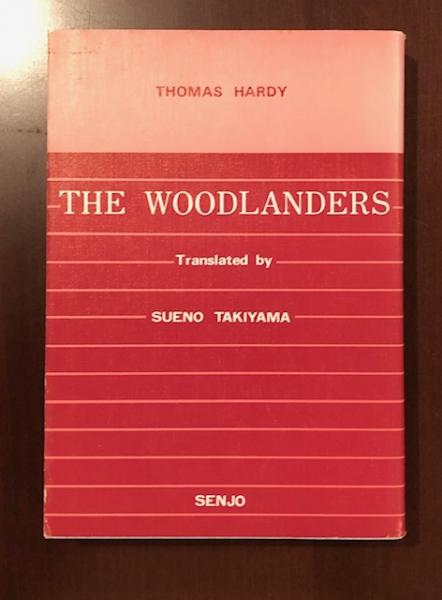 THOMAS HARDY
THE WOODLANDERS
Translated by
SUENO TAKIYAMA
SENJO